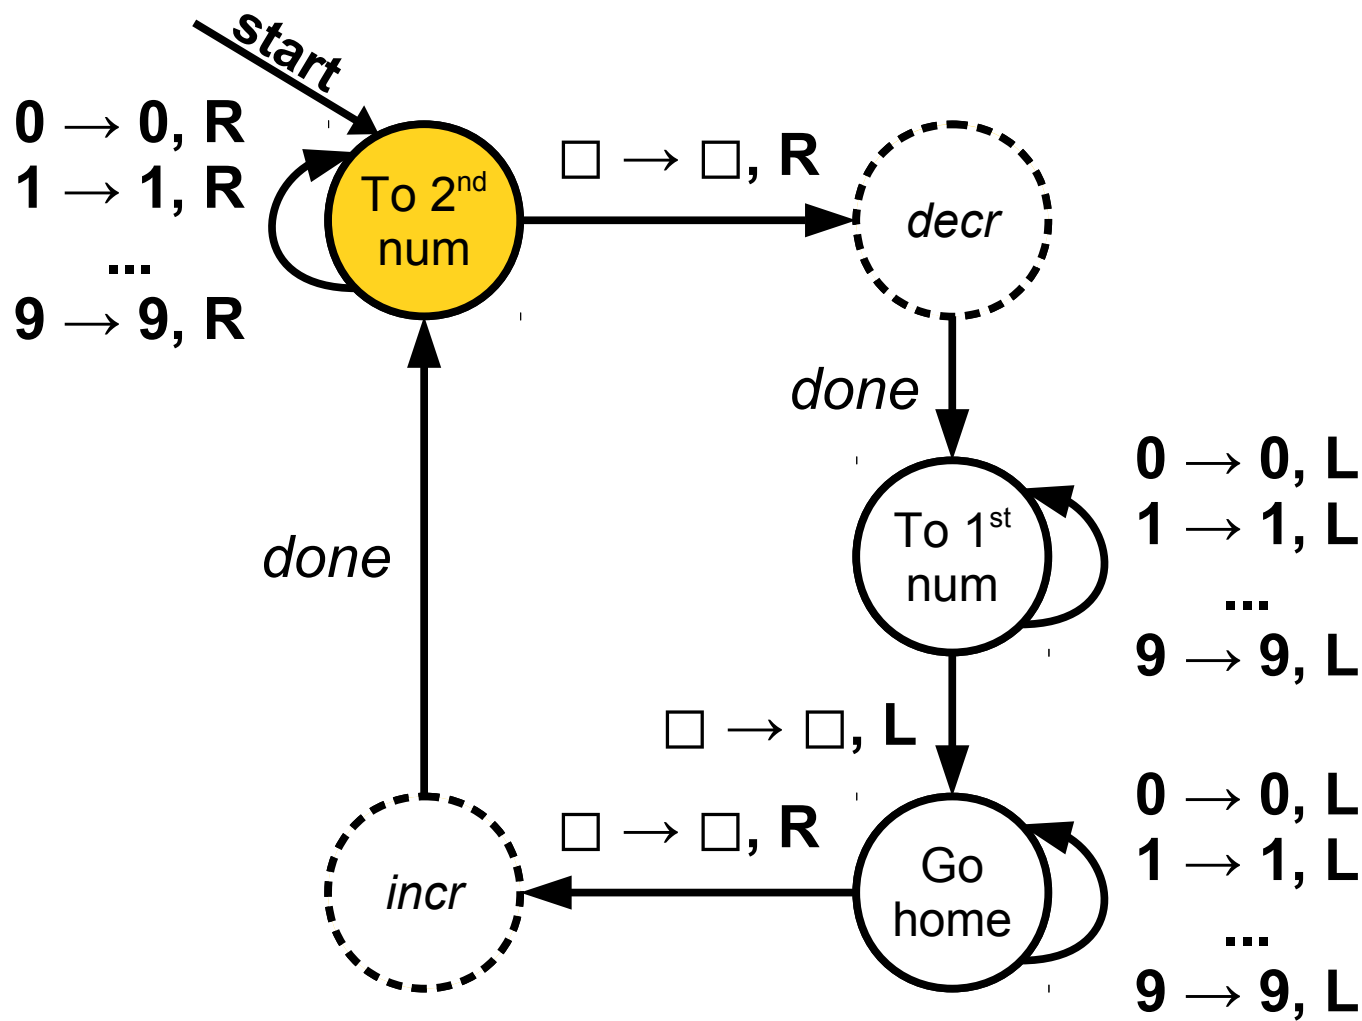 start
0 → 0, R
1 → 1, R
...
9 → 9, R
To 2nd
num
□ → □, R
decr
done
0 → 0, L
1 → 1, L
...
9 → 9, L
To 1st
num
done
□ → □, L
□ → □, R
0 → 0, L
1 → 1, L
...
9 → 9, L
Go
home
incr